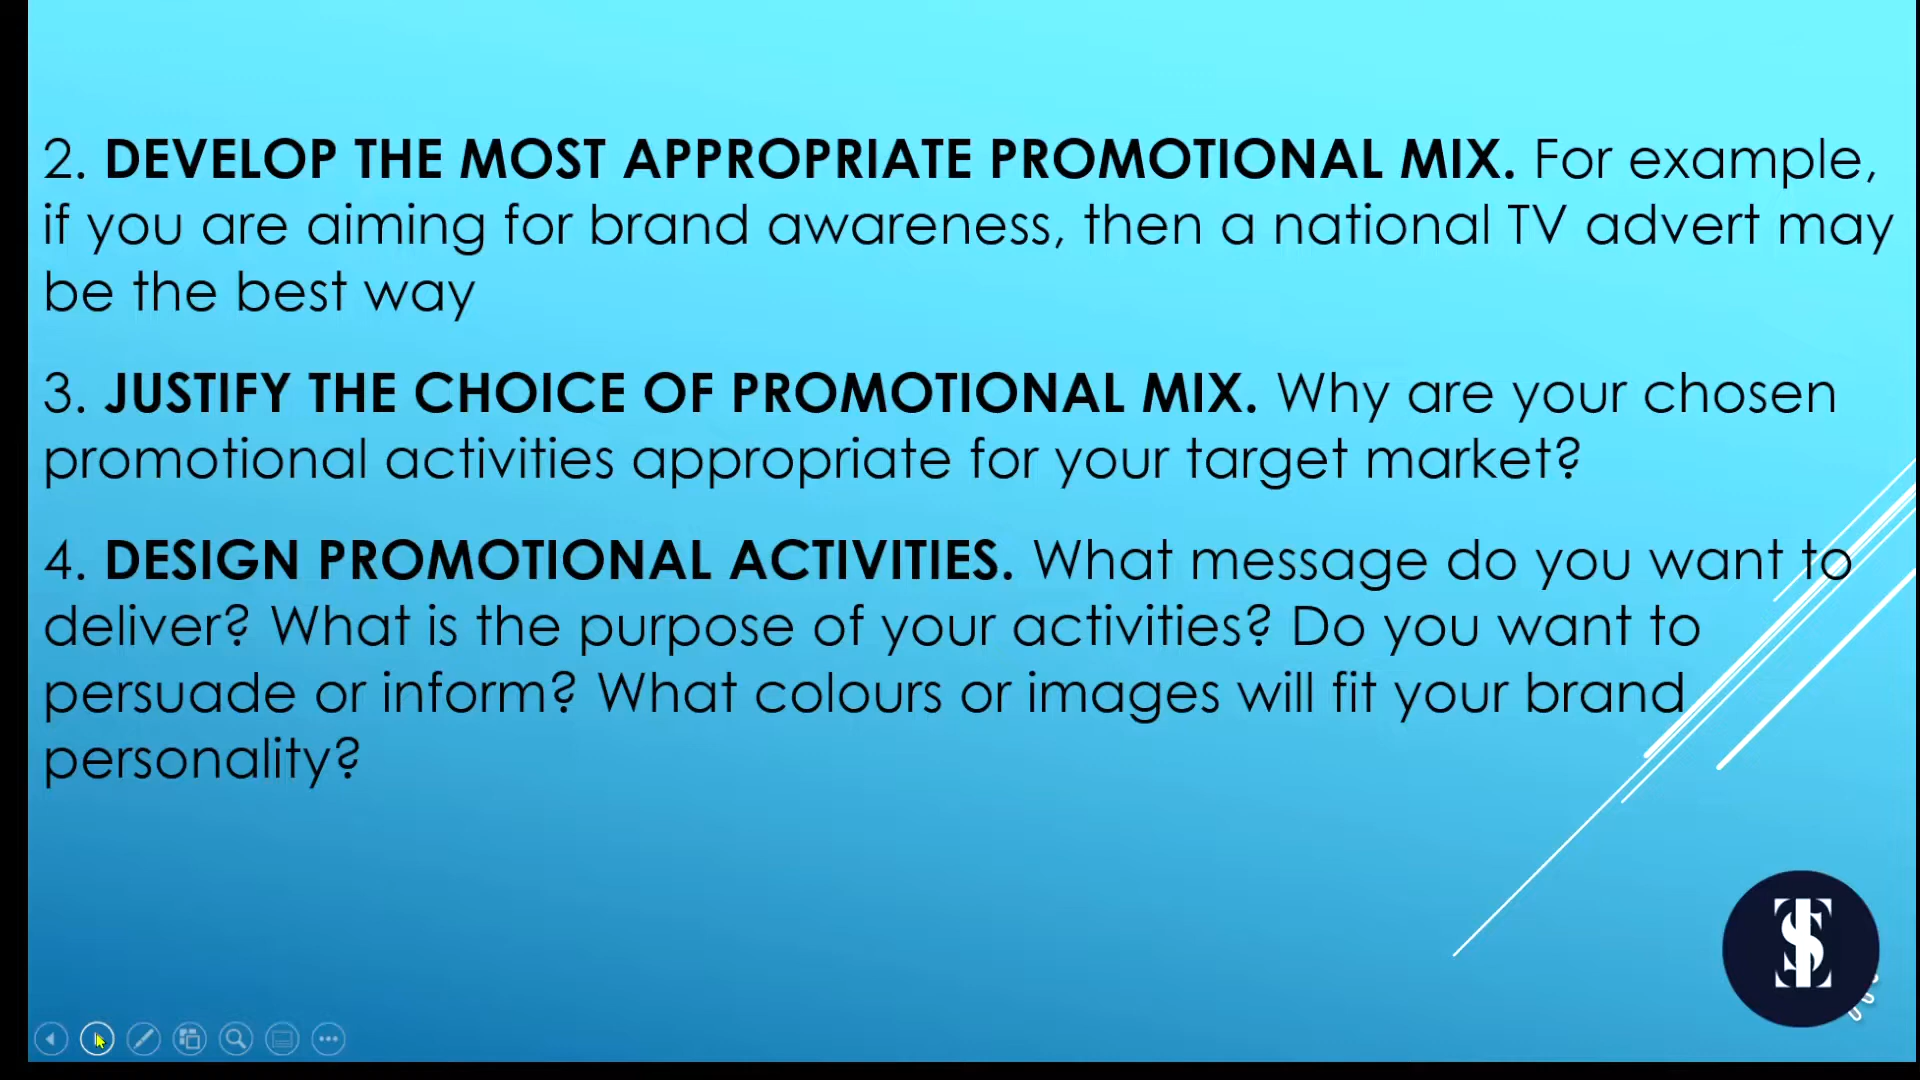 2. DEVELOP THE MOST APPROPRIATE PROMOTIONAL MIX. For example,
if you are aiming for brand awareness, then a national TV advert may
be the best way
3. JUSTIFY THE CHOICE OF PROMOTIONAL MIX. Why are your chosen
promotional activities appropriate for your target market?
4. DESIGN PROMOTIONAL ACTIVITIES. What message do you want to
deliver? What is the purpose of your activities? Do you want to
persuade or inform? What colours or images will fit your brand
personality?